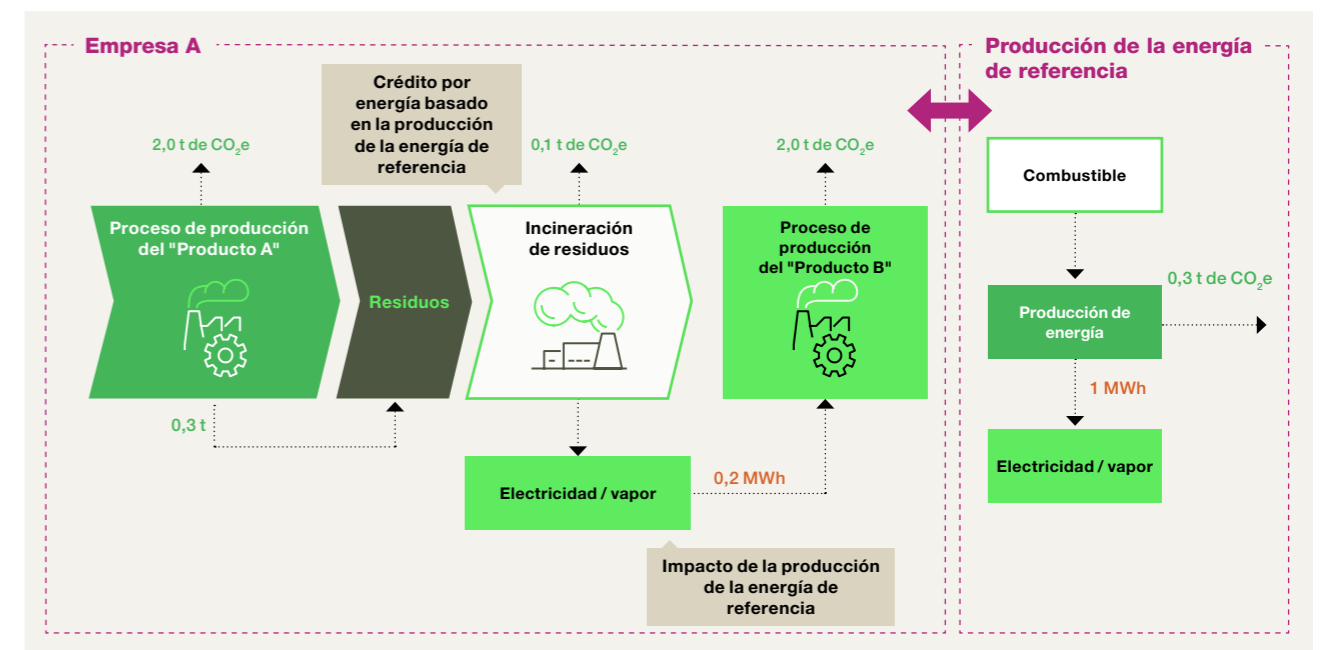 Empresa A
Producción de la energía
de referencia
Crédito por
energía basado
en la producción
de la energía de
referencia
2,0 t de CO₂e
0,1 t de CO₂e
2,0 t de CO₂e
Combustible
Proceso de producción
del "Producto A"
Residuos
Incineración
de residuos
Proceso de
producción
del "Producto B"
0,3 t de CO₂e
Producción de
energía
1 MWh
0,3 t
Electricidad / vapor
0,2 MWh
Electricidad / vapor
Impacto de la producción
de la energía de
referencia